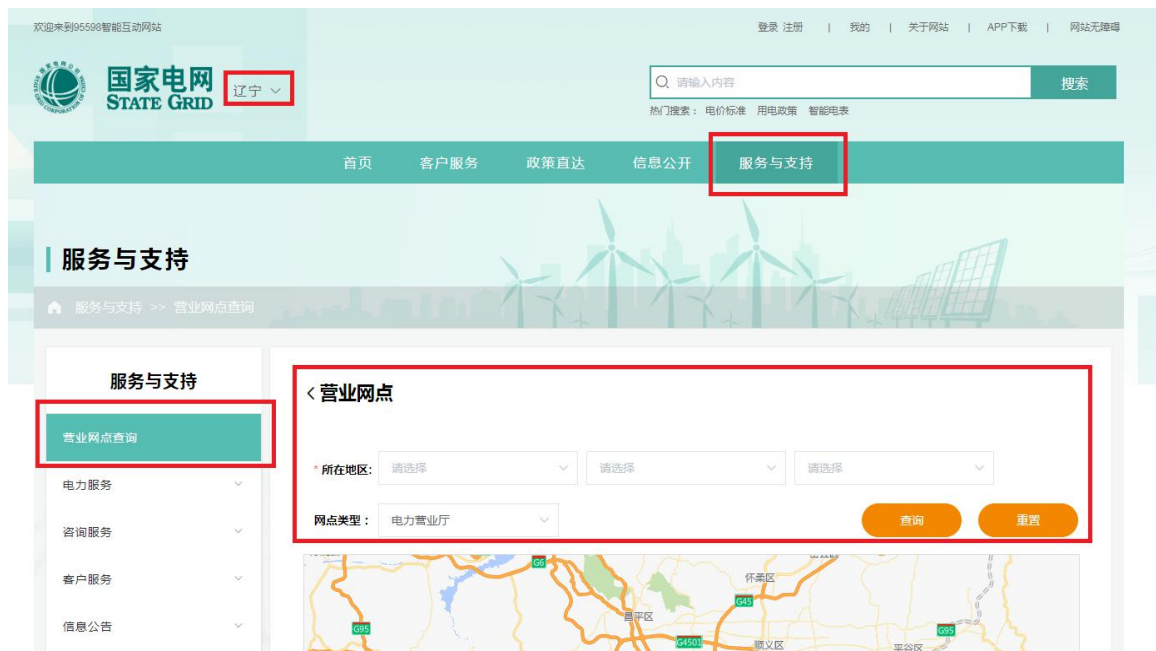 欢迎来到95598智能互动网站
登录 注册 | 我的 | 关于网站 | APP下载 | 网站无障碍
国家电网
STATE GRID
辽宁
请输入内容
搜索
热门搜索: 电价标准 用电政策 智能电表
首页 客户服务 政策直达 信息公开 服务与支持
服务与支持
服务与支持 >> 营业网点查询
服务与支持
营业网点查询
电力服务
咨询服务
客户服务
信息公告
营业网点
* 所在地区: 请选择 请选择 请选择
网点类型: 电力营业厅 查询 重置
G6
怀柔区
G45
昌平区
G95
G4501
顺义区
G95
平谷区